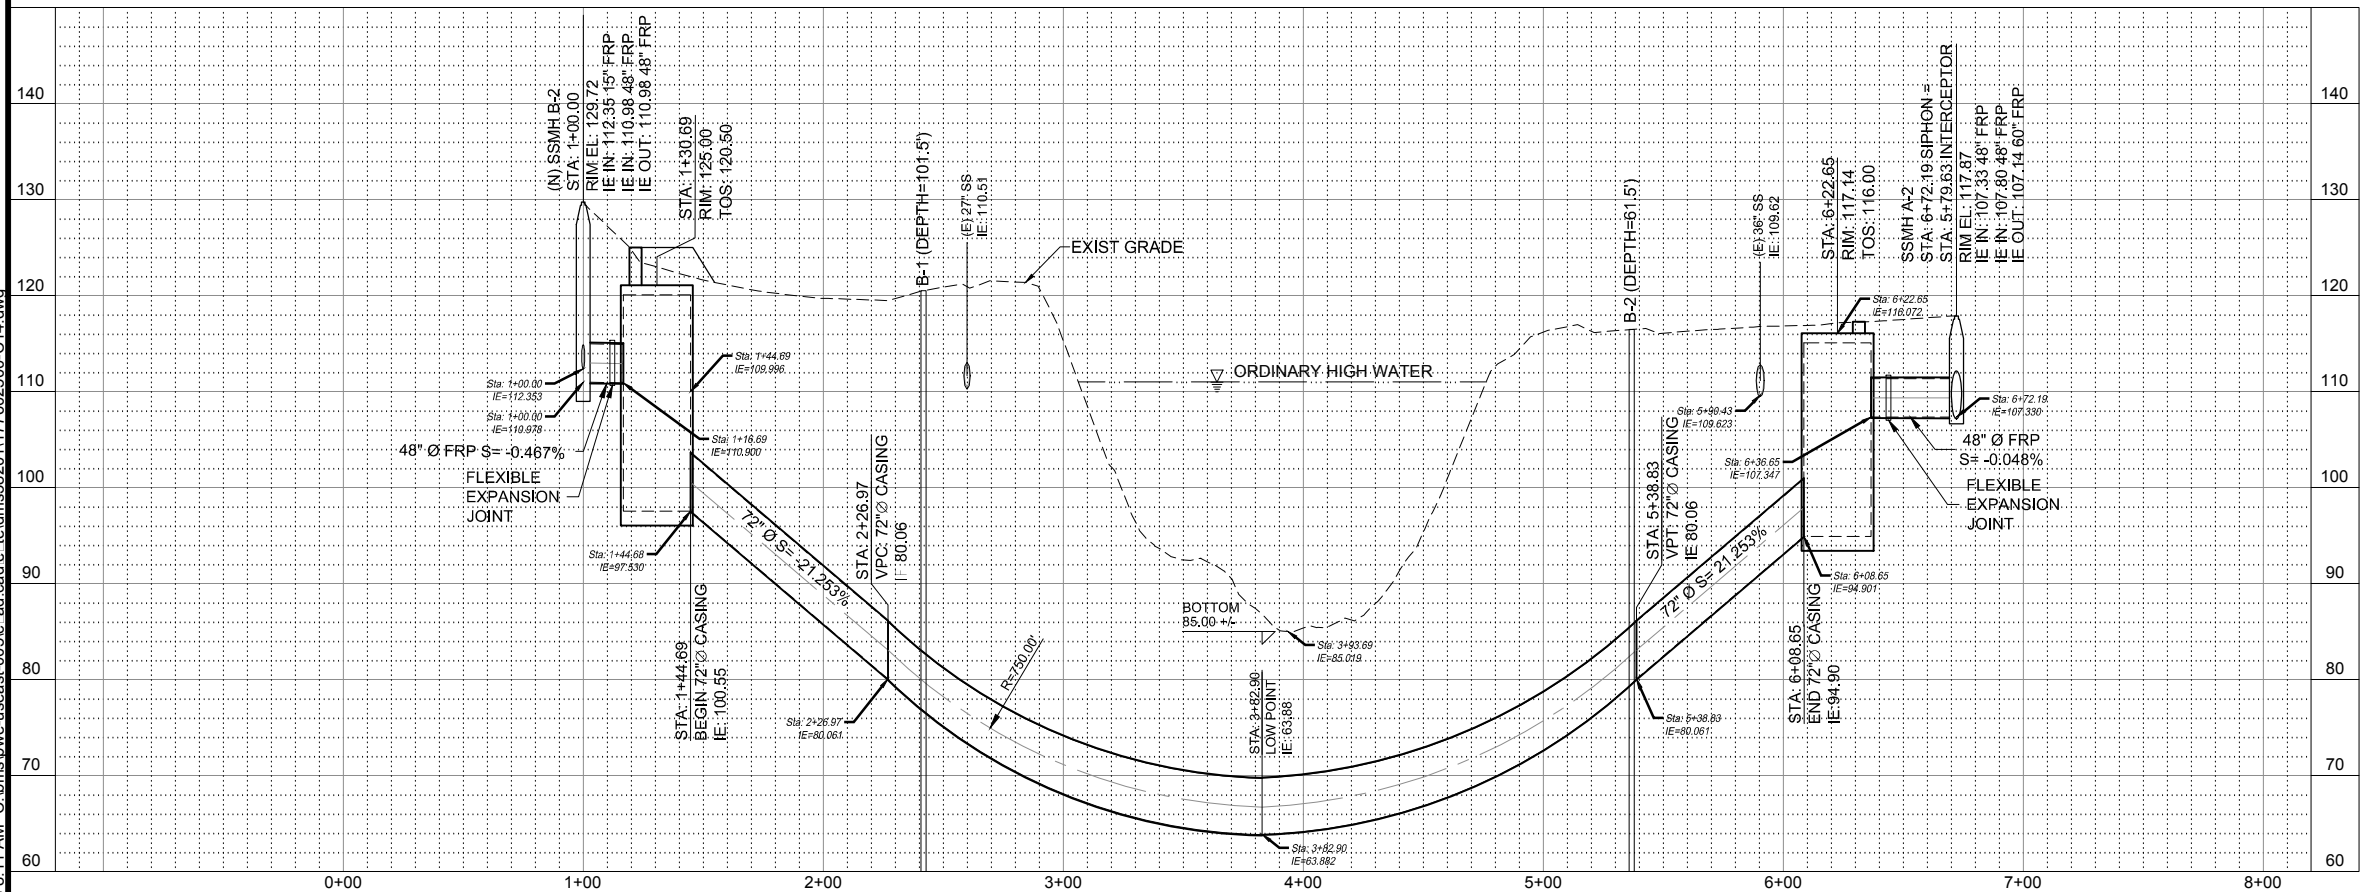 140
130
120
110
100
90
80
70
60
(N) SSMH B-2
STA: 1+00.00
RIM EL: 129.72
IE IN: 112.35 15" FRP
IE IN: 110.98 48" FRP
IE OUT: 110.98 48" FRP
STA: 1+30.69
RIM: 125.00
TOS: 120.50
B-1 (DEPTH=101.5')
(E) 27" SS
IE: 110.51
EXIST GRADE
ORDINARY HIGH WATER
B-2 (DEPTH=61.5')
(E) 36" SS
IE: 109.62
STA: 6+22.65
RIM: 117.14
TOS: 116.00
SSMH A-2
STA: 6+72.19 SIPHON =
STA: 5+79.63 INTERCEPTOR
RIM EL: 117.87
IE IN: 107.33 48" FRP
IE IN: 107.80 48" FRP
IE OUT: 107.14 60" FRP
Sta: 6+22.65
IE=116.072
Sta: 1+44.69
IE=109.996
Sta: 1+00.00
IE=112.353
Sta: 1+00.00
IE=110.978
Sta: 1+16.69
IE=110.900
48" Ø FRP S= -0.467%
FLEXIBLE
EXPANSION
JOINT
Sta: 1+44.68
IE=97.530
72" Ø S= -21.253%
STA: 1+44.69
BEGIN 72"∅ CASING
IE: 100.55
STA: 2+26.97
VPC: 72"∅ CASING
IE 80.06
Sta: 2+26.97
IE=80.061
R=750.00'
BOTTOM
85.00 +/-
Sta: 3+93.69
IE=85.019
STA: 3+82.90
LOW POINT
IE: 63.88
Sta: 3+82.90
IE=63.882
STA: 5+38.83
VPT: 72"∅ CASING
IE 80.06
Sta: 5+38.83
IE=80.061
72" Ø S= 21.253%
Sta: 5+90.43
IE=109.623
Sta: 6+36.65
IE=107.347
Sta: 6+08.65
IE=94.901
STA: 6+08.65
END 72"∅ CASING
IE:94.90
Sta: 6+72.19
IE=107.330
48" Ø FRP
S= -0.048%
FLEXIBLE
EXPANSION
JOINT
140
130
120
110
100
90
80
70
60
0+00
1+00
2+00
3+00
4+00
5+00
6+00
7+00
8+00